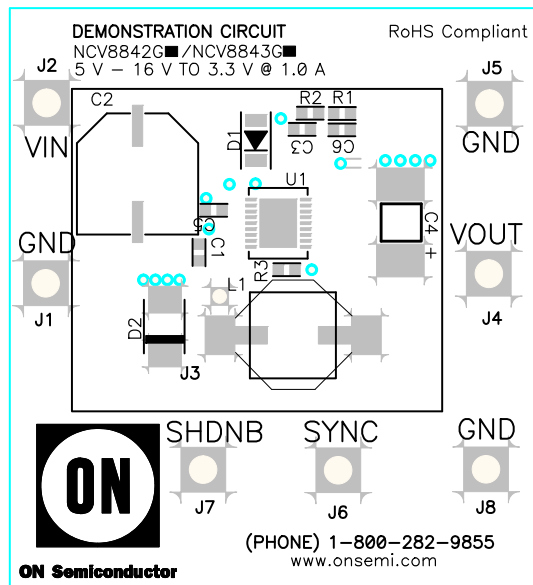 DEMONSTRATION CIRCUIT
RoHS Compliant
NCV8842G■/NCV8843G■
5 V – 16 V TO 3.3 V @ 1.0 A
J2
J5
C2
R2 R1
D1
C3 C6
VIN
GND
U1
C5
C4
+
GND
C1
VOUT
R3
L1
J1
J4
D2
J3
SHDNB
SYNC
GND
J7
J6
J8
ON
(PHONE) 1-800-282-9855
www.onsemi.com
ON Semiconductor